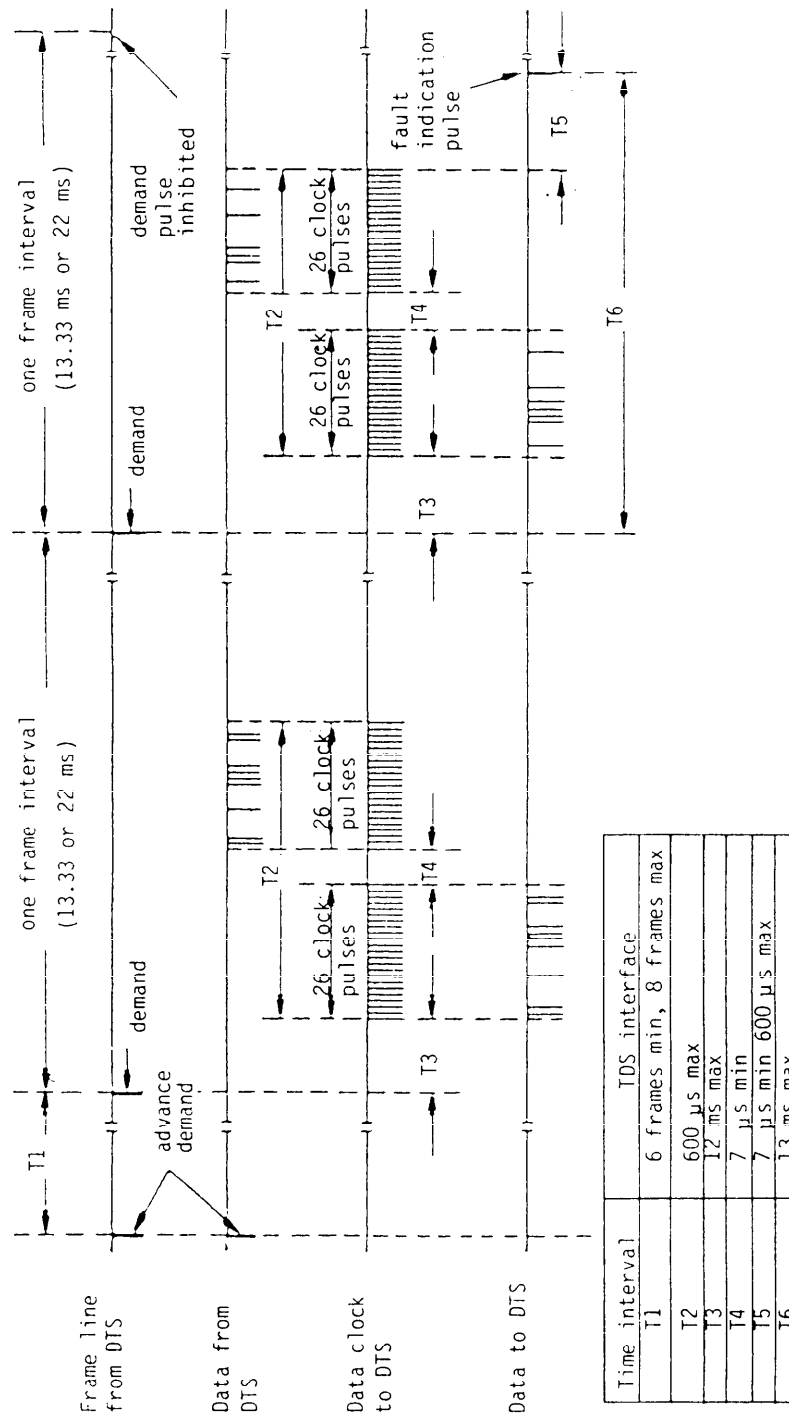 one frame interval
(13.33 or 22 ms)
one frame interval
(13.33 ms or 22 ms)
T1
demand
demand
demand
pulse
inhibited
advance
demand
Frame line
from DTS
Data from
DTS
T2
T2
26 clock
pulses
26 clock
pulses
26 clock
pulses
26 clock
pulses
Data clock
to DTS
T3
T4
T3
T4
fault
indication
pulse
Data to DTS
T5
T6
Time interval TDS interface
T1 6 frames min, 8 frames max
T2 600 µs max
T3 12 ms max
T4 7 µs min
T5 7 µs min 600 µs max
T6 13 ms max